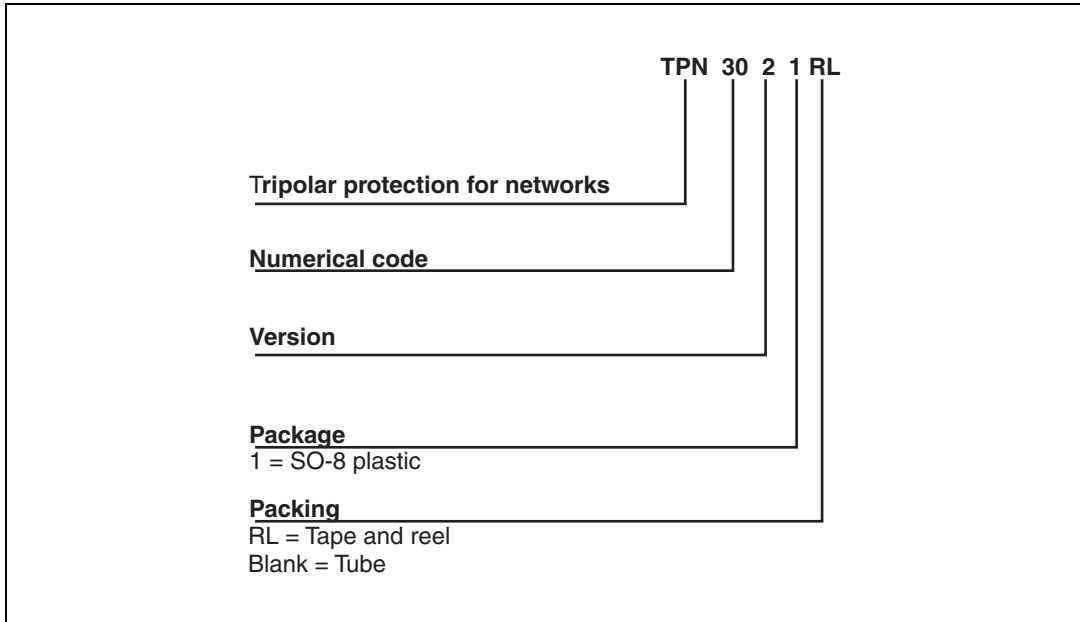 TPN 30 2 1 RL
Tripolar protection for networks
Numerical code
Version
Package
1 = SO-8 plastic
Packing
RL = Tape and reel
Blank = Tube